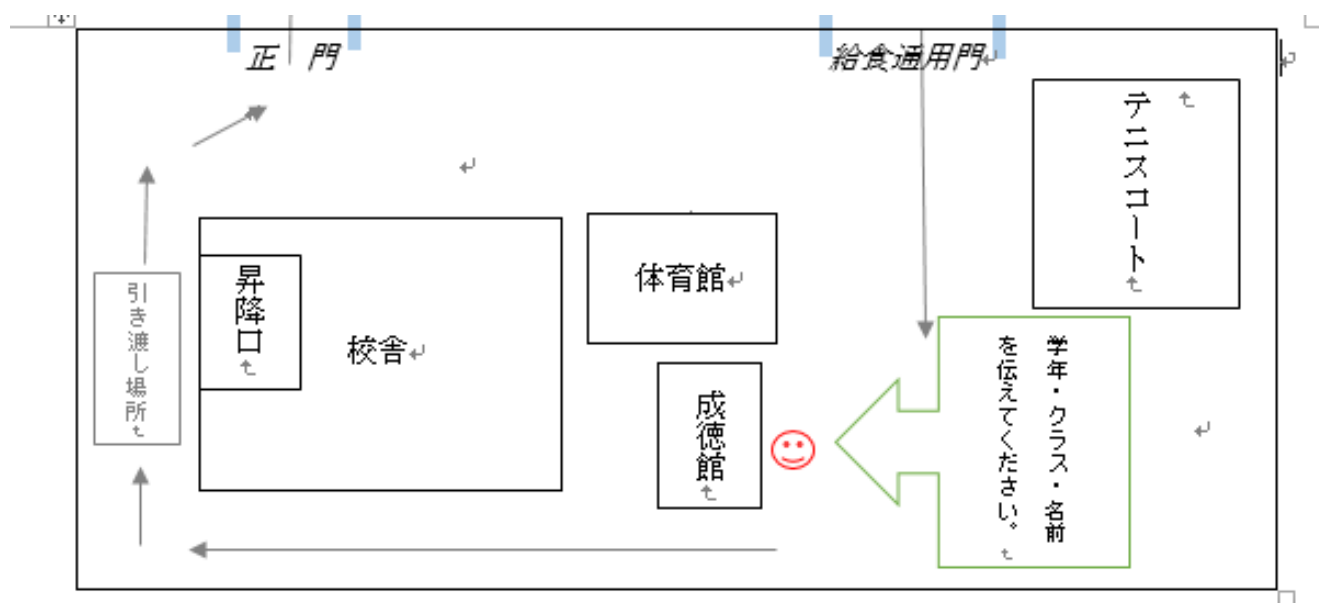 正 門
給食通用門
テニスコート
体育館
昇降口
校舎
引き渡し場所
成徳館
学年・クラス・名前
を伝えてください。